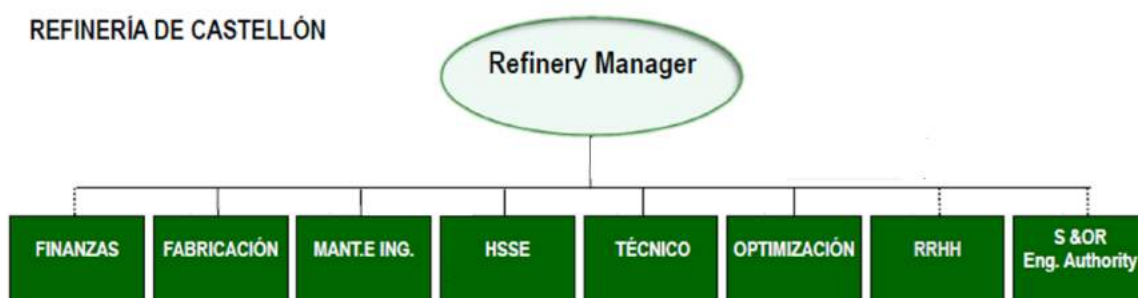 REFINERÍA DE CASTELLÓN
Refinery Manager
FINANZAS
FABRICACIÓN
MANT.E ING.
HSSE
TÉCNICO
OPTIMIZACIÓN
RRHH
S &OR
Eng. Authority